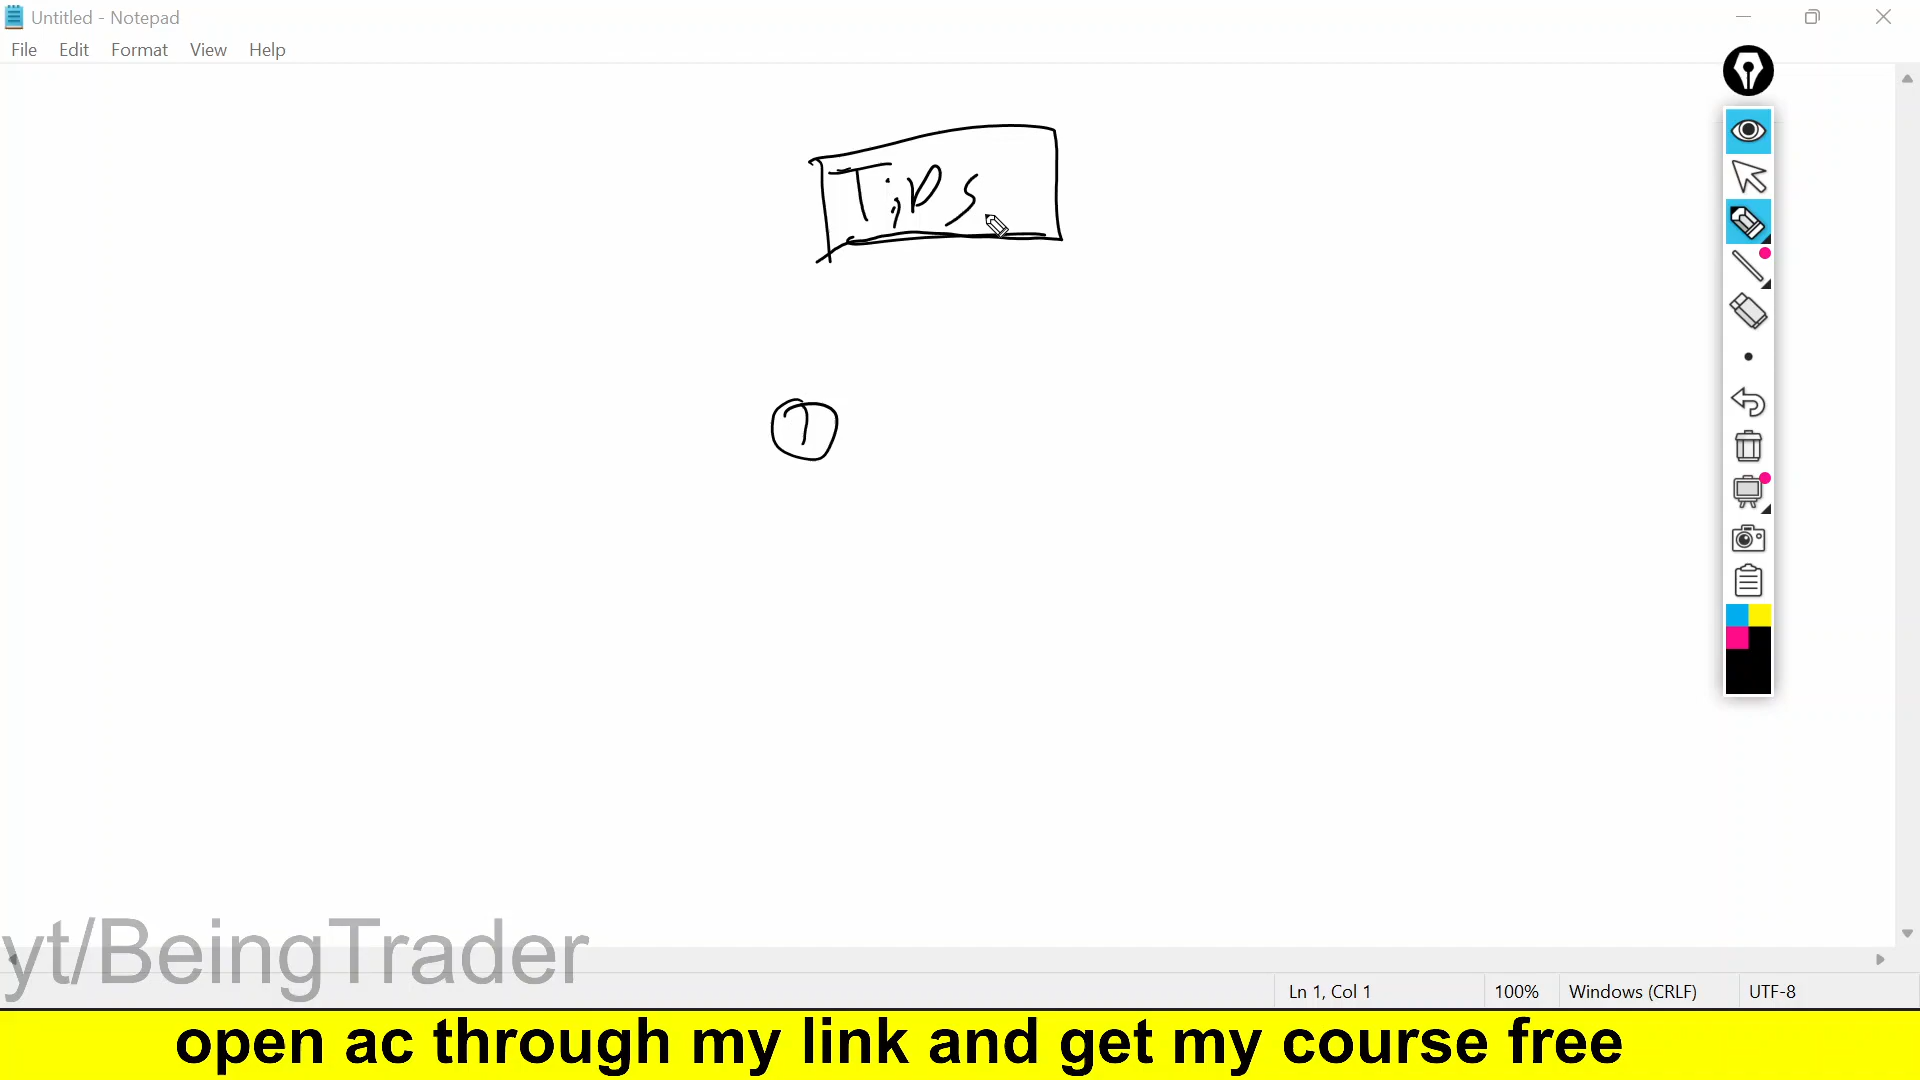 Untitled - Notepad
File Edit Format View Help
Tips
1
yt/BeingTrader
Ln 1, Col 1 100% Windows (CRLF) UTF-8
open ac through my link and get my course free